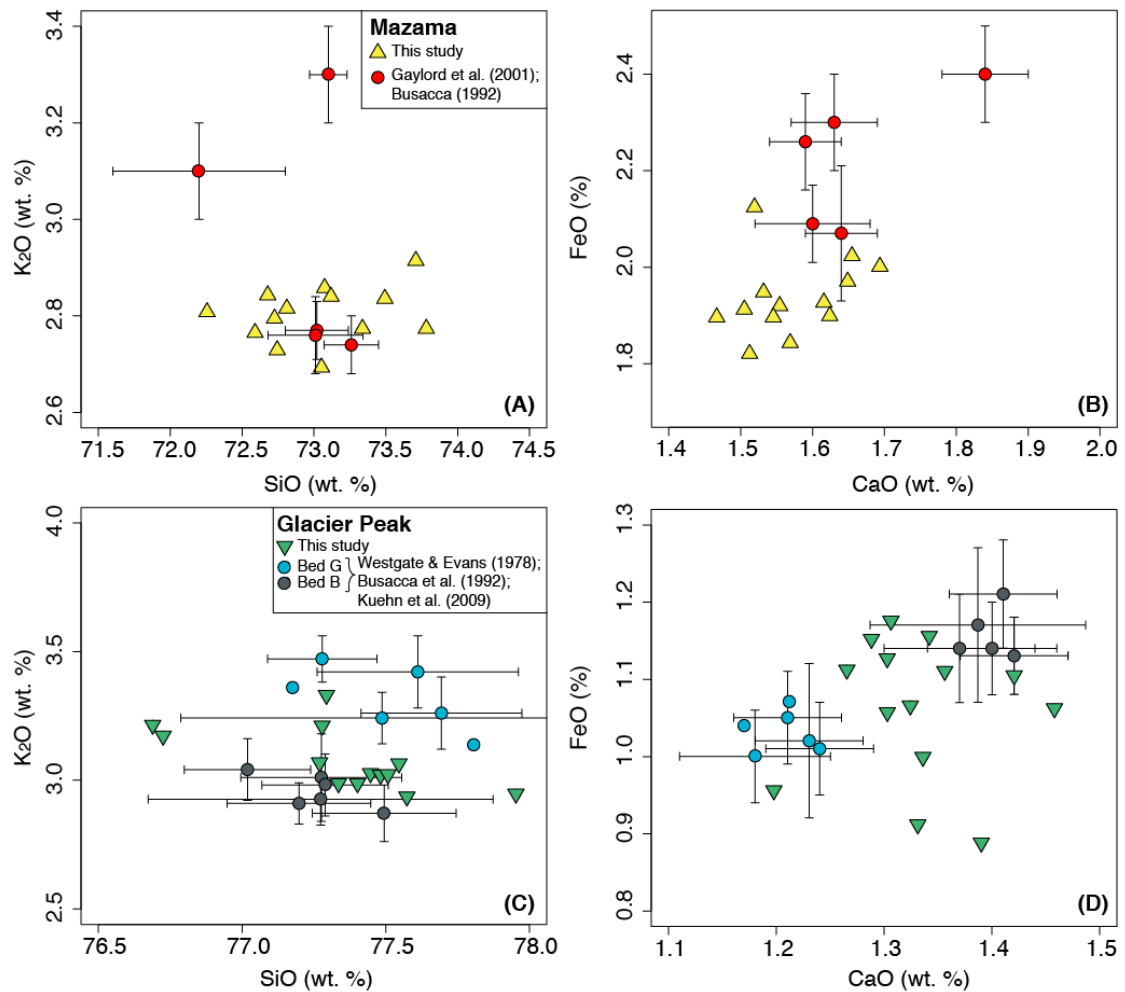 Mazama
This study
Gaylord et al. (2001);
Busacca (1992)
3.4
3.2
3.0
2.8
2.6
K2O (wt. %)
71.5 72.0 72.5 73.0 73.5 74.0 74.5
SiO (wt. %)
(A)
2.4
2.2
2.0
1.8
FeO (%)
1.4 1.5 1.6 1.7 1.8 1.9 2.0
CaO (wt. %)
(B)
Glacier Peak
This study
Bed G
Bed B
Westgate & Evans (1978);
Busacca et al. (1992);
Kuehn et al. (2009)
4.0
3.5
3.0
2.5
K2O (wt. %)
76.5 77.0 77.5 78.0
SiO (wt. %)
(C)
1.3
1.2
1.1
1.0
0.9
0.8
FeO (%)
1.1 1.2 1.3 1.4 1.5
CaO (wt. %)
(D)